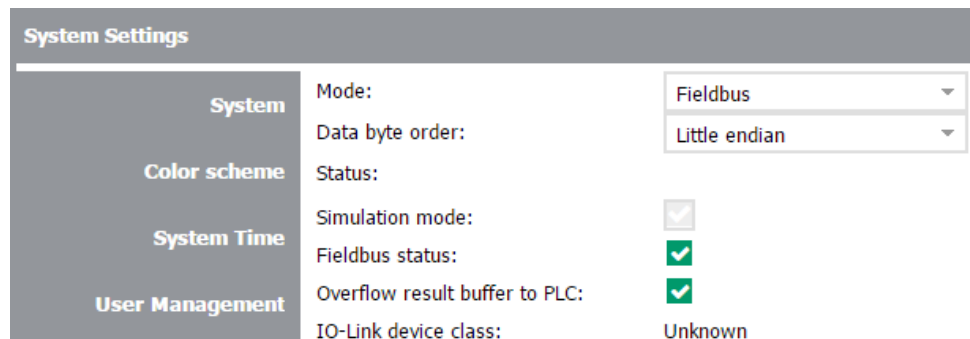 System Settings
System
Color scheme
System Time
User Management
Mode: Fieldbus
Data byte order: Little endian
Status:
Simulation mode:
Fieldbus status:
Overflow result buffer to PLC:
IO-Link device class: Unknown